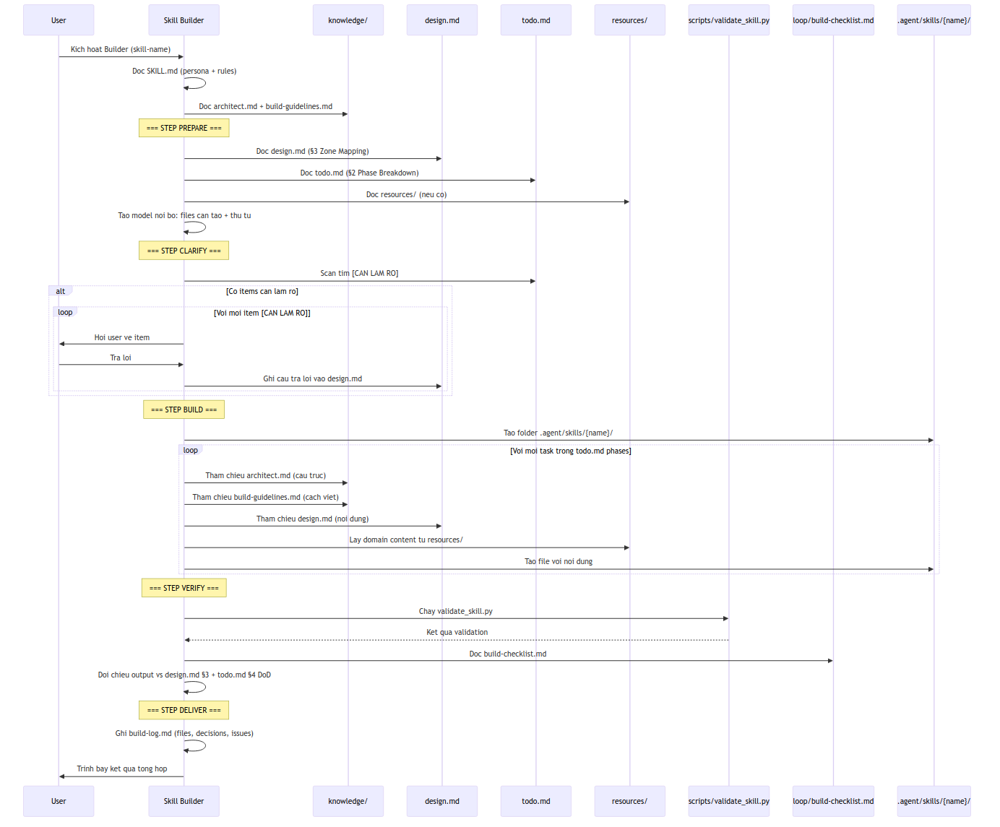 User
Skill Builder
knowledge/
design.md
todo.md
resources/
scripts/validate_skill.py
loop/build-checklist.md
.agent/skills/{name}/
Kich hoat Builder (skill-name)
Doc SKILL.md (persona + rules)
Doc architect.md + build-guidelines.md
=== STEP PREPARE ===
Doc design.md (§3 Zone Mapping)
Doc todo.md (§2 Phase Breakdown)
Doc resources/ (neu co)
Tao model noi bo: files can tao + thu tu
=== STEP CLARIFY ===
Scan tim [CAN LAM RO]
alt
[Co items can lam ro]
loop
[Voi moi item [CAN LAM RO]]
Hoi user ve item
Tra loi
Ghi cau tra loi vao design.md
=== STEP BUILD ===
Tao folder .agent/skills/{name}/
loop
[Voi moi task trong todo.md phases]
Tham chieu architect.md (cau truc)
Tham chieu build-guidelines.md (cach viet)
Tham chieu design.md (noi dung)
Lay domain content tu resources/
Tao file voi noi dung
=== STEP VERIFY ===
Chay validate_skill.py
Ket qua validation
Doc build-checklist.md
Doi chieu output vs design.md §3 + todo.md §4 DoD
=== STEP DELIVER ===
Ghi build-log.md (files, decisions, issues)
Trinh bay ket qua tong hop
User
Skill Builder
knowledge/
design.md
todo.md
resources/
scripts/validate_skill.py
loop/build-checklist.md
.agent/skills/{name}/